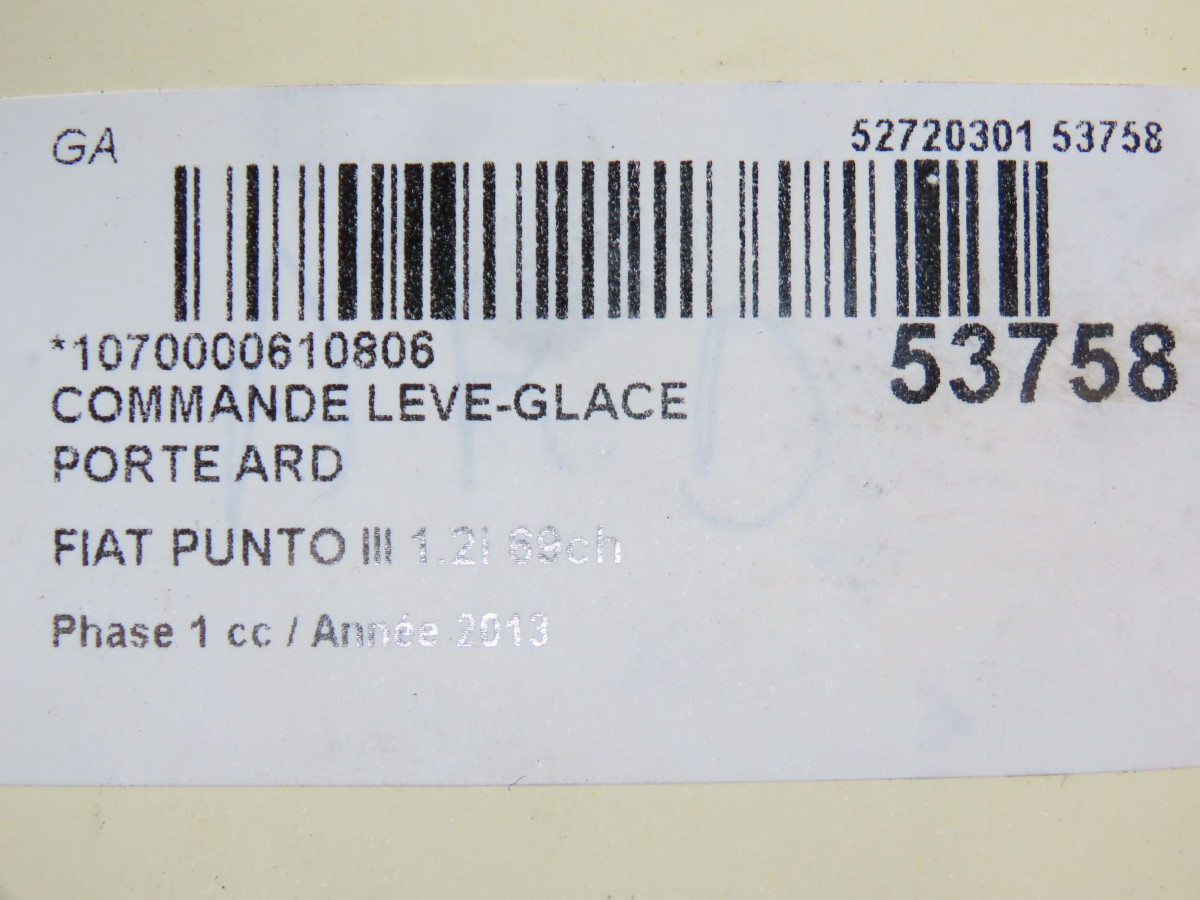 GA
52720301 53758
*1070000610806
53758
COMMANDE LEVE-GLACE
PORTE ARD
FIAT PUNTO III 1.2i 69ch
Phase 1 cc / Année 2013